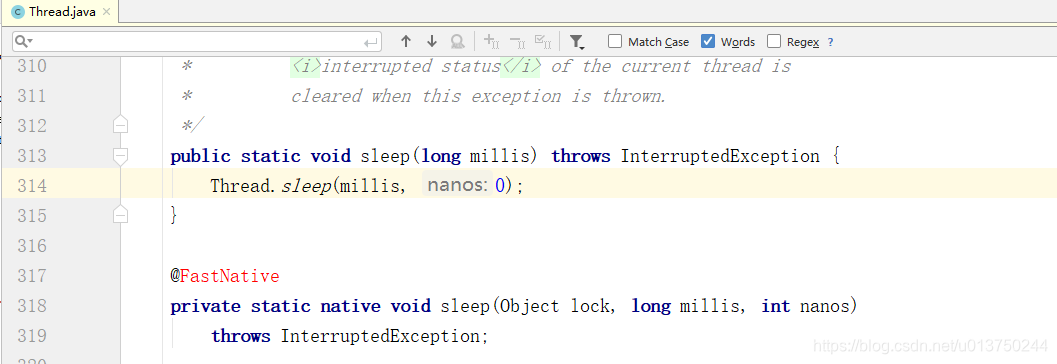 Thread.java
Match Case Words Regex ?
310 * <i>interrupted status</i> of the current thread is
311 * cleared when this exception is thrown.
312 */
313 public static void sleep(long millis) throws InterruptedException {
314 Thread.sleep(millis, nanos: 0);
315 }
316
317 @FastNative
318 private static native void sleep(Object lock, long millis, int nanos)
319 throws InterruptedException;
https://blog.csdn.net/u013750244